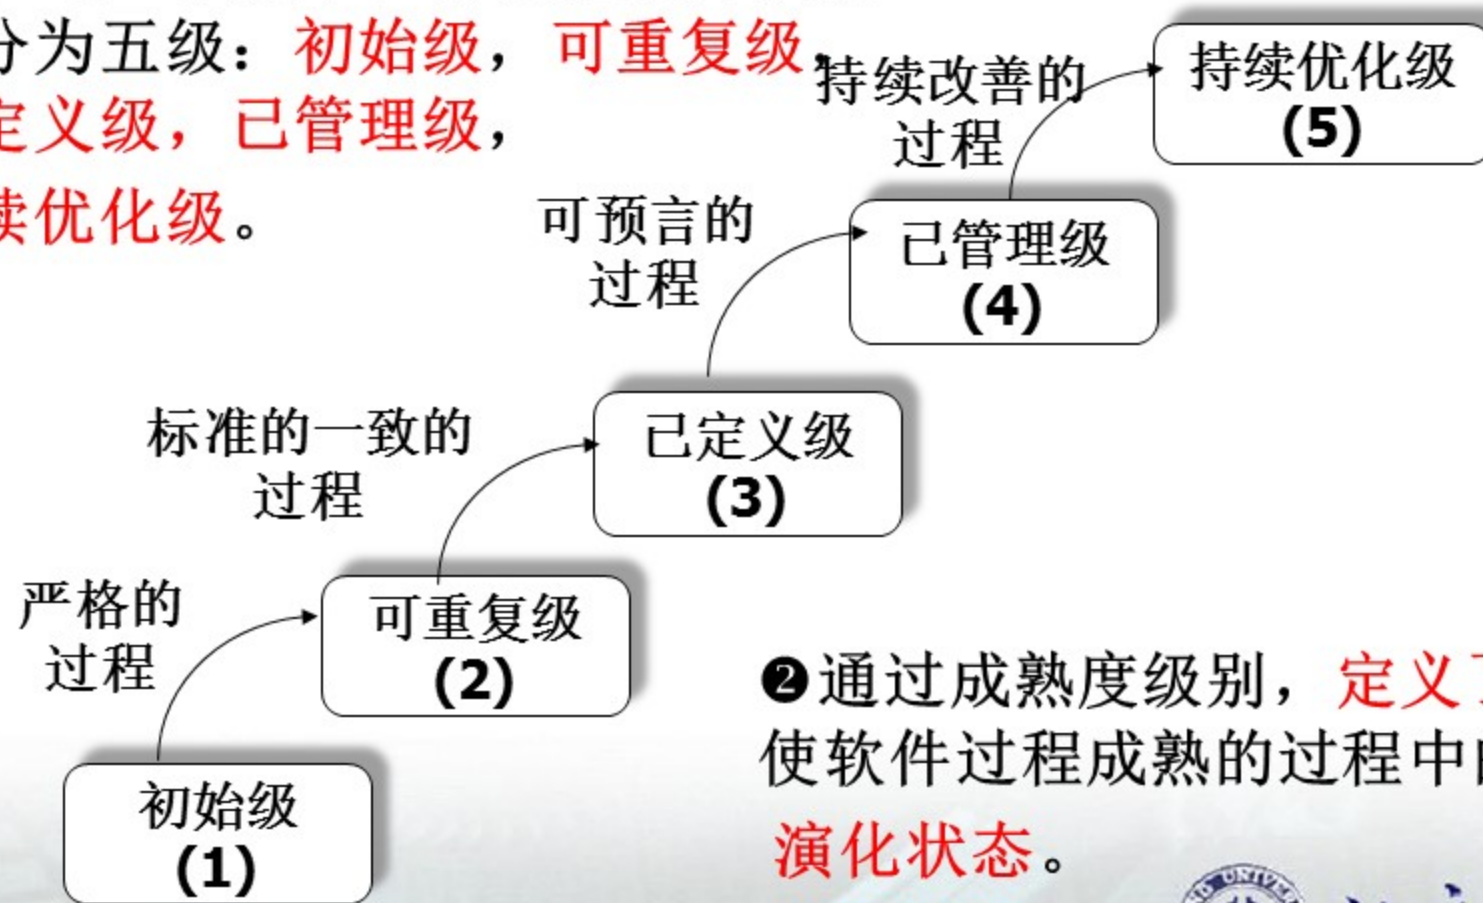 分为五级：初始级，可重复级，
定义级，已管理级，
续优化级。
持续改善的
过程
持续优化级
(5)
可预言的
过程
已管理级
(4)
标准的一致的
过程
已定义级
(3)
严格的
过程
可重复级
(2)
初始级
(1)
❷通过成熟度级别，定义了
使软件过程成熟的过程中的
演化状态。